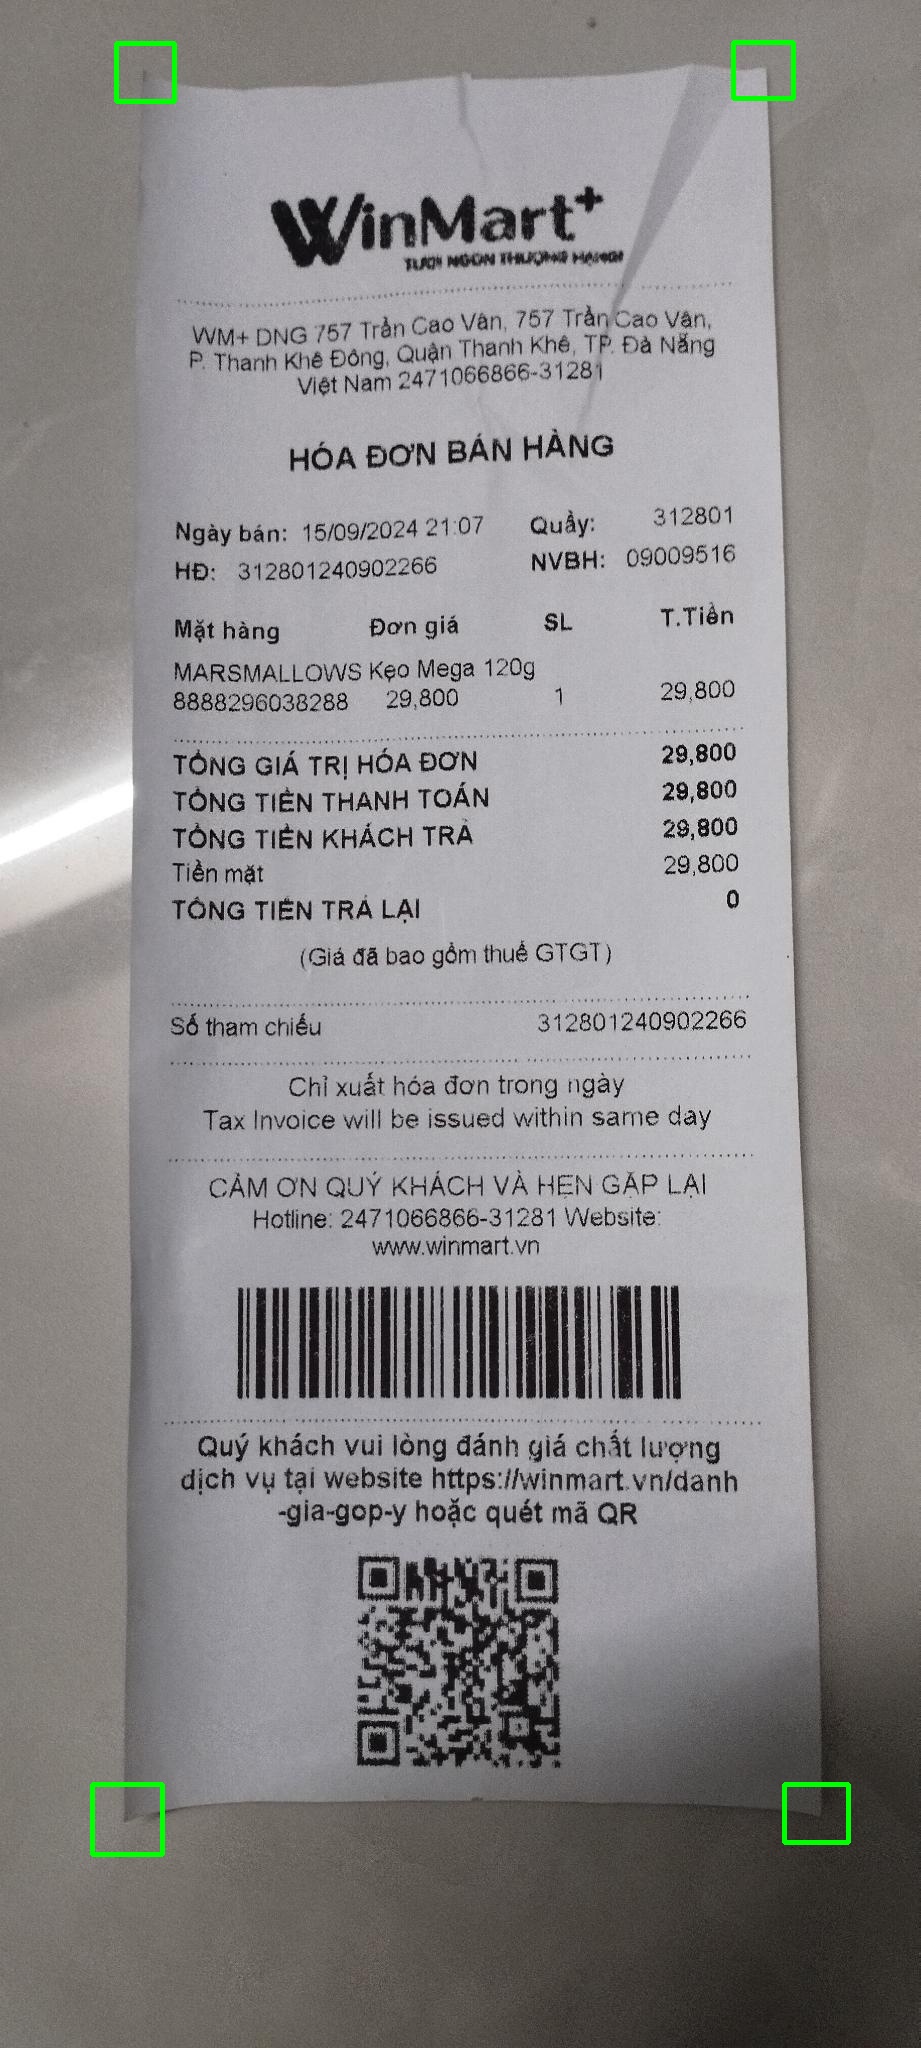 WinMart+
TƯƠI NGON THƯỢNG HẠNG!
WM+ DNG 757 Trần Cao Vân, 757 Trần Cao Vân,
P. Thanh Khê Đông, Quận Thanh Khê, TP. Đà Nẵng
Việt Nam 2471066866-31281
HÓA ĐƠN BÁN HÀNG
Ngày bán: 15/09/2024 21:07 Quầy: 312801
HĐ: 312801240902266 NVBH: 09009516
Mặt hàng Đơn giá SL T.Tiền
MARSMALLOWS Kẹo Mega 120g
8888296038288 29,800 1 29,800
TỔNG GIÁ TRỊ HÓA ĐƠN 29,800
TỔNG TIỀN THANH TOÁN 29,800
TỔNG TIỀN KHÁCH TRẢ 29,800
Tiền mặt 29,800
TỔNG TIỀN TRẢ LẠI 0
(Giá đã bao gồm thuế GTGT)
Số tham chiếu 312801240902266
Chỉ xuất hóa đơn trong ngày
Tax Invoice will be issued within same day
CẢM ƠN QUÝ KHÁCH VÀ HẸN GẶP LẠI
Hotline: 2471066866-31281 Website:
www.winmart.vn
Quý khách vui lòng đánh giá chất lượng
dịch vụ tại website https://winmart.vn/danh
-gia-gop-y hoặc quét mã QR